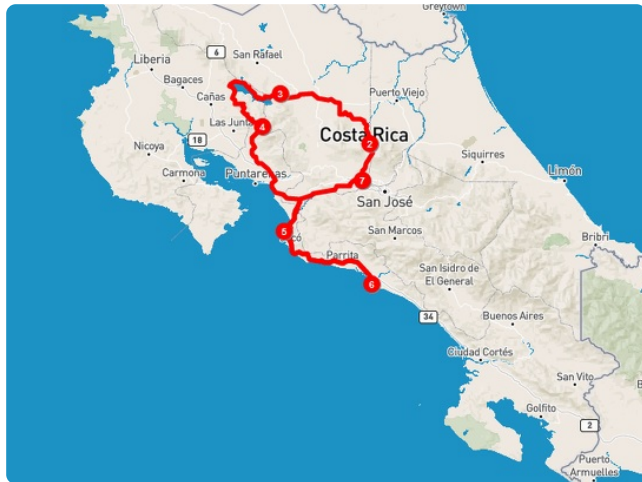 Greytown
6
San Rafael
Liberia
Bagaces
3
Puerto Viejo
Cañas
4
Las Juntas
Costa Rica
2
18
Siquirres
Nicoya
7
Limón
Carmona
Puntarenas
San José
5
San Marcos
Bribri
Parrita
San Isidro de
El General
6
34
Buenos Aires
Ciudad Cortés
San Vito
Golfito
2
Puerto
Armuelles